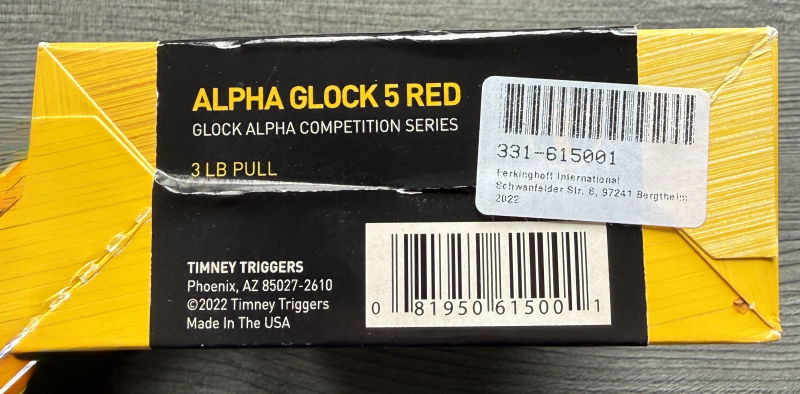 ALPHA GLOCK 5 RED
GLOCK ALPHA COMPETITION SERIES
3 LB PULL
331-615001
Ferkinghoff International
Schwanfelder Str. 6, 97241 Bergtheim
2022
TIMNEY TRIGGERS
Phoenix, AZ 85027-2610
©2022 Timney Triggers
Made In The USA
0 81950 61500 1